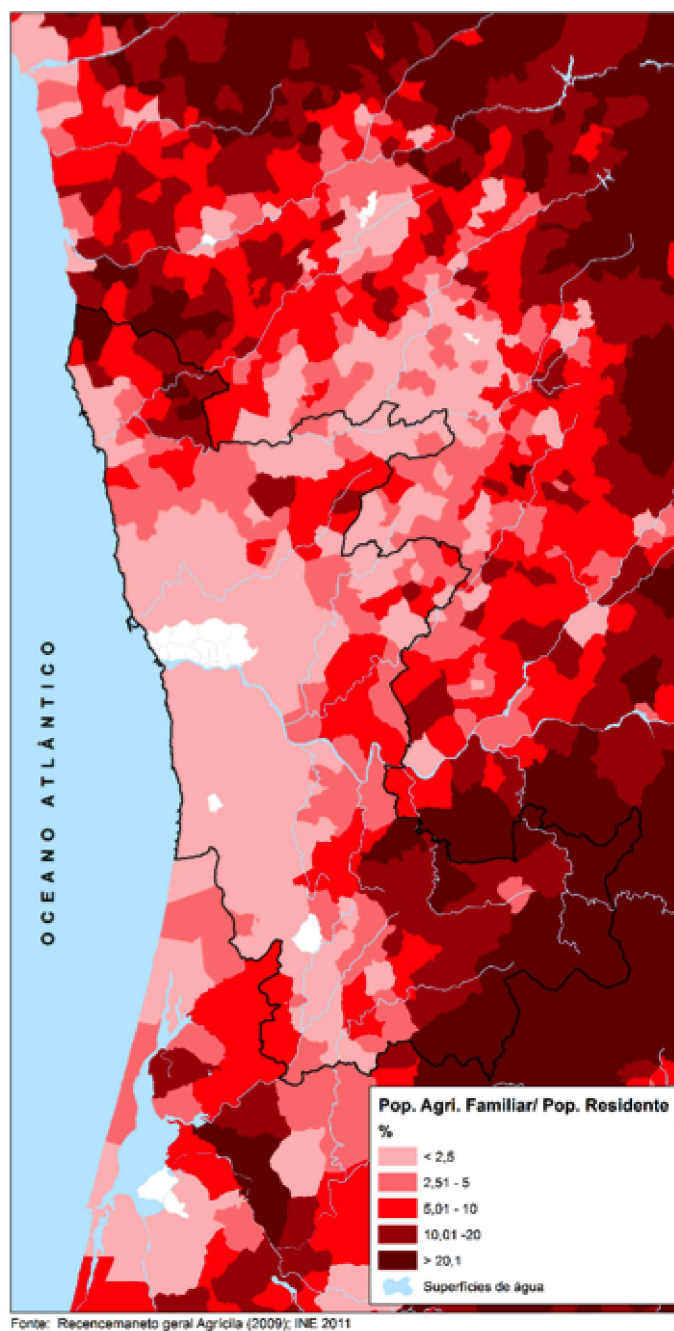 OCEANO ATLÂNTICO
Pop. Agri. Familiar/ Pop. Residente
%
< 2,5
2,51 - 5
5,01 - 10
10,01 -20
> 20,1
Superfícies de água
Fonte: Recencemaneto geral Agrícila (2009); INE 2011